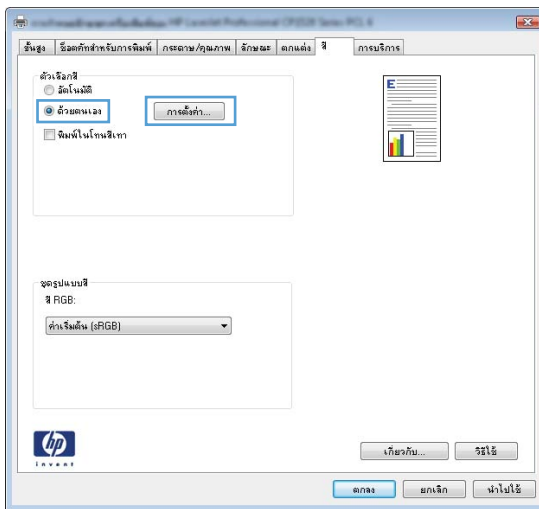 HP LaserJet Professional CP1520 Series PCL 6
ขั้นสูง ช็อตคัทสำหรับการพิมพ์ กระดาษ/คุณภาพ ลักษณะ ตกแต่ง สี การบริการ
ตัวเลือกสี
อัตโนมัติ
ด้วยตนเอง การตั้งค่า...
พิมพ์ในโทนสีเทา
E
ชุดรูปแบบสี
สี RGB:
ค่าเริ่มต้น (sRGB)
hp
invent
เกี่ยวกับ... วิธีใช้
ตกลง ยกเลิก นำไปใช้